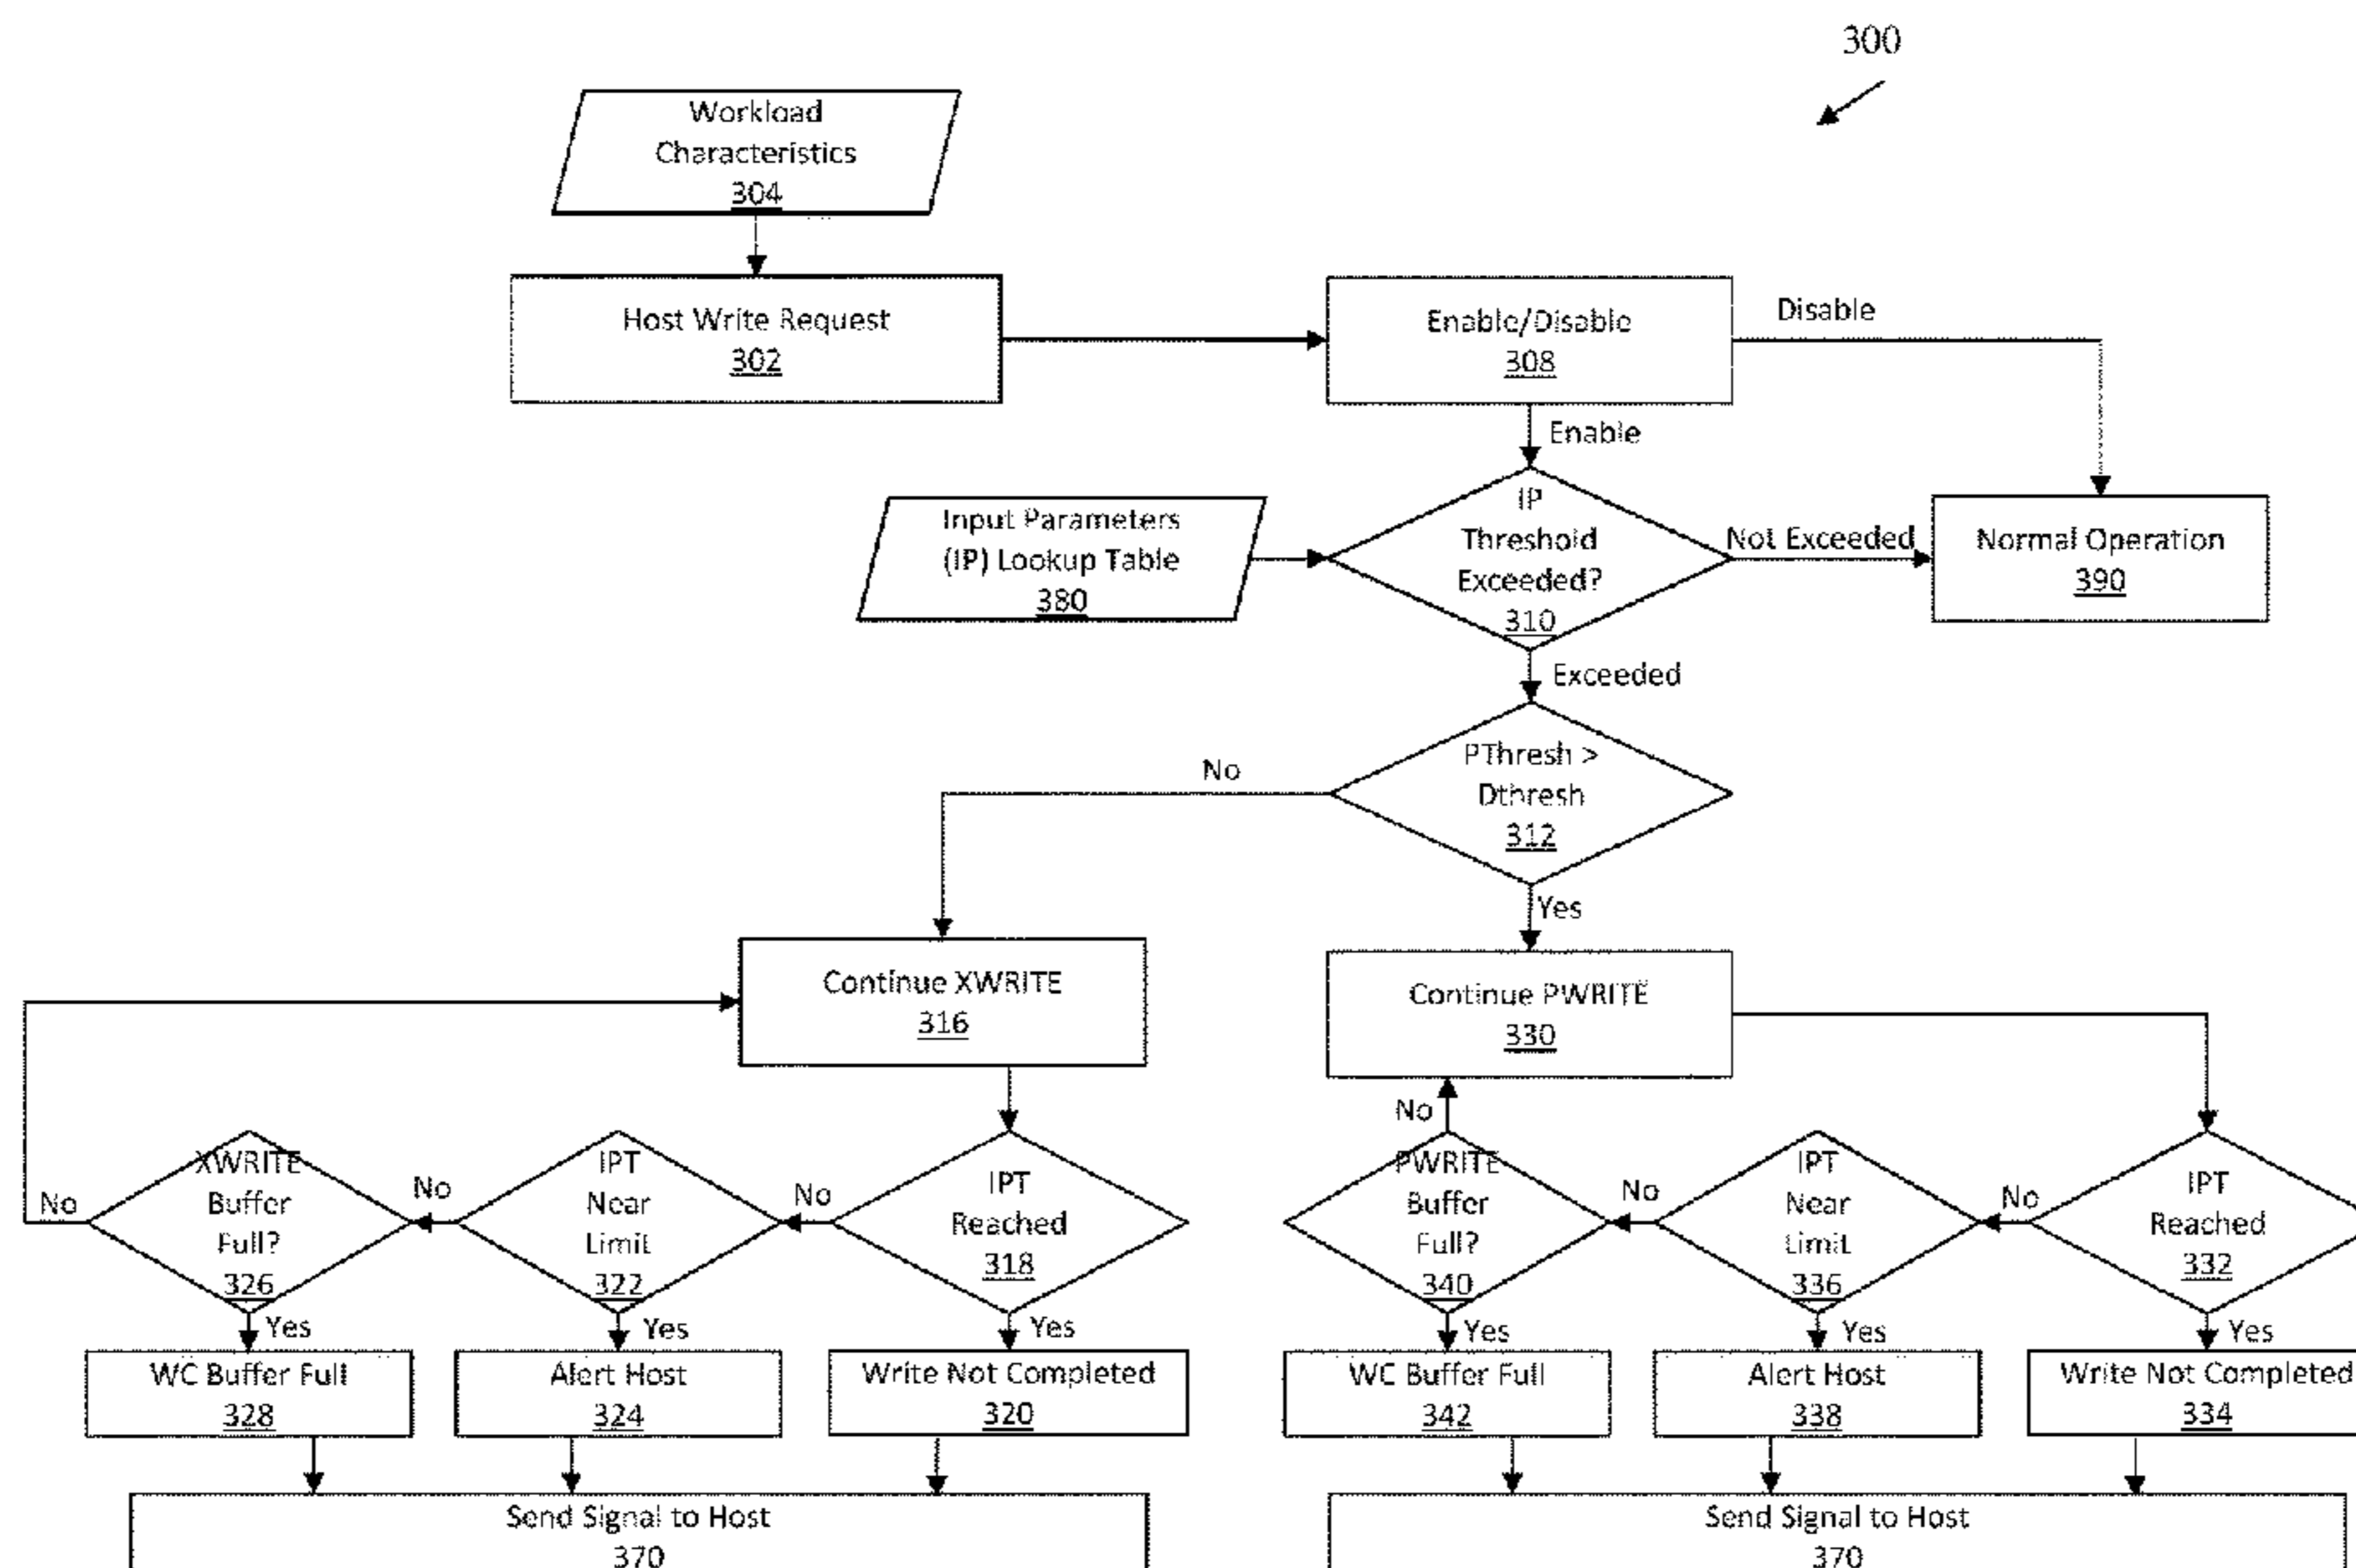 300
Workload
Characteristics
304
Host Write Request
302
Enable/Disable
308
Disable
Enable
Input Parameters
(IP) Lookup Table
380
IP
Threshold
Exceeded?
310
Not Exceeded
Normal Operation
390
Exceeded
PThresh >
Dthresh
312
No
Yes
Continue XWRITE
316
Continue PWRITE
330
No
XWRITE
Buffer
Full?
326
No
IPT
Near
Limit
322
No
IPT
Reached
318
No
PWRITE
Buffer
Full?
340
No
IPT
Near
Limit
336
No
IPT
Reached
332
Yes
Yes
Yes
Yes
Yes
Yes
WC Buffer Full
328
Alert Host
324
Write Not Completed
320
WC Buffer Full
342
Alert Host
338
Write Not Completed
334
Send Signal to Host
370
Send Signal to Host
370